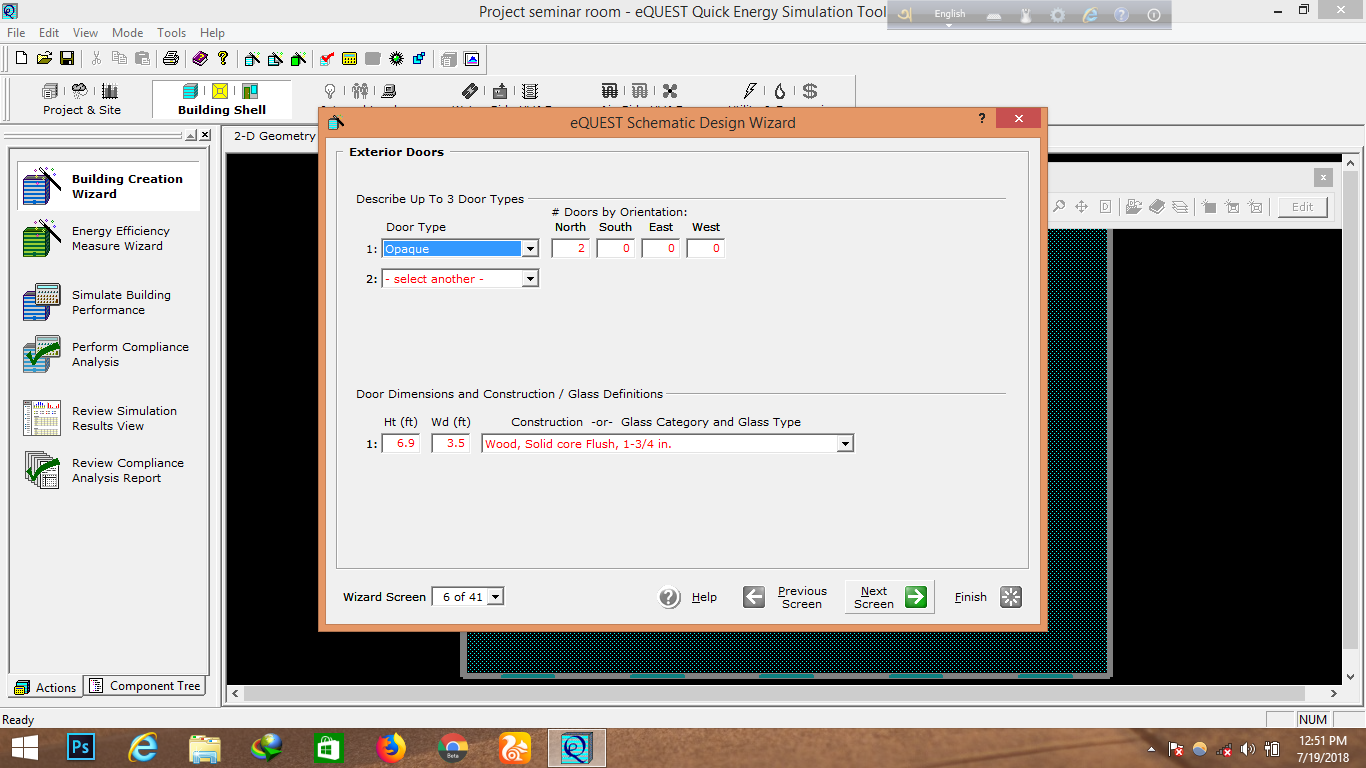 Project seminar room - eQUEST Quick Energy Simulation Tool
English
File Edit View Mode Tools Help
Project & Site
Building Shell
2-D Geometry
eQUEST Schematic Design Wizard
Exterior Doors
Describe Up To 3 Door Types
# Doors by Orientation:
Door Type North South East West
1: Opaque 2 0 0 0
2: - select another -
Door Dimensions and Construction / Glass Definitions
Ht (ft) Wd (ft) Construction -or- Glass Category and Glass Type
1: 6.9 3.5 Wood, Solid core Flush, 1-3/4 in.
Wizard Screen 6 of 41
Help
Previous
Screen
Next
Screen
Finish
Edit
Building Creation
Wizard
Energy Efficiency
Measure Wizard
Simulate Building
Performance
Perform Compliance
Analysis
Review Simulation
Results View
Review Compliance
Analysis Report
Actions
Component Tree
Ready
NUM
Ps
Beta
12:51 PM
7/19/2018